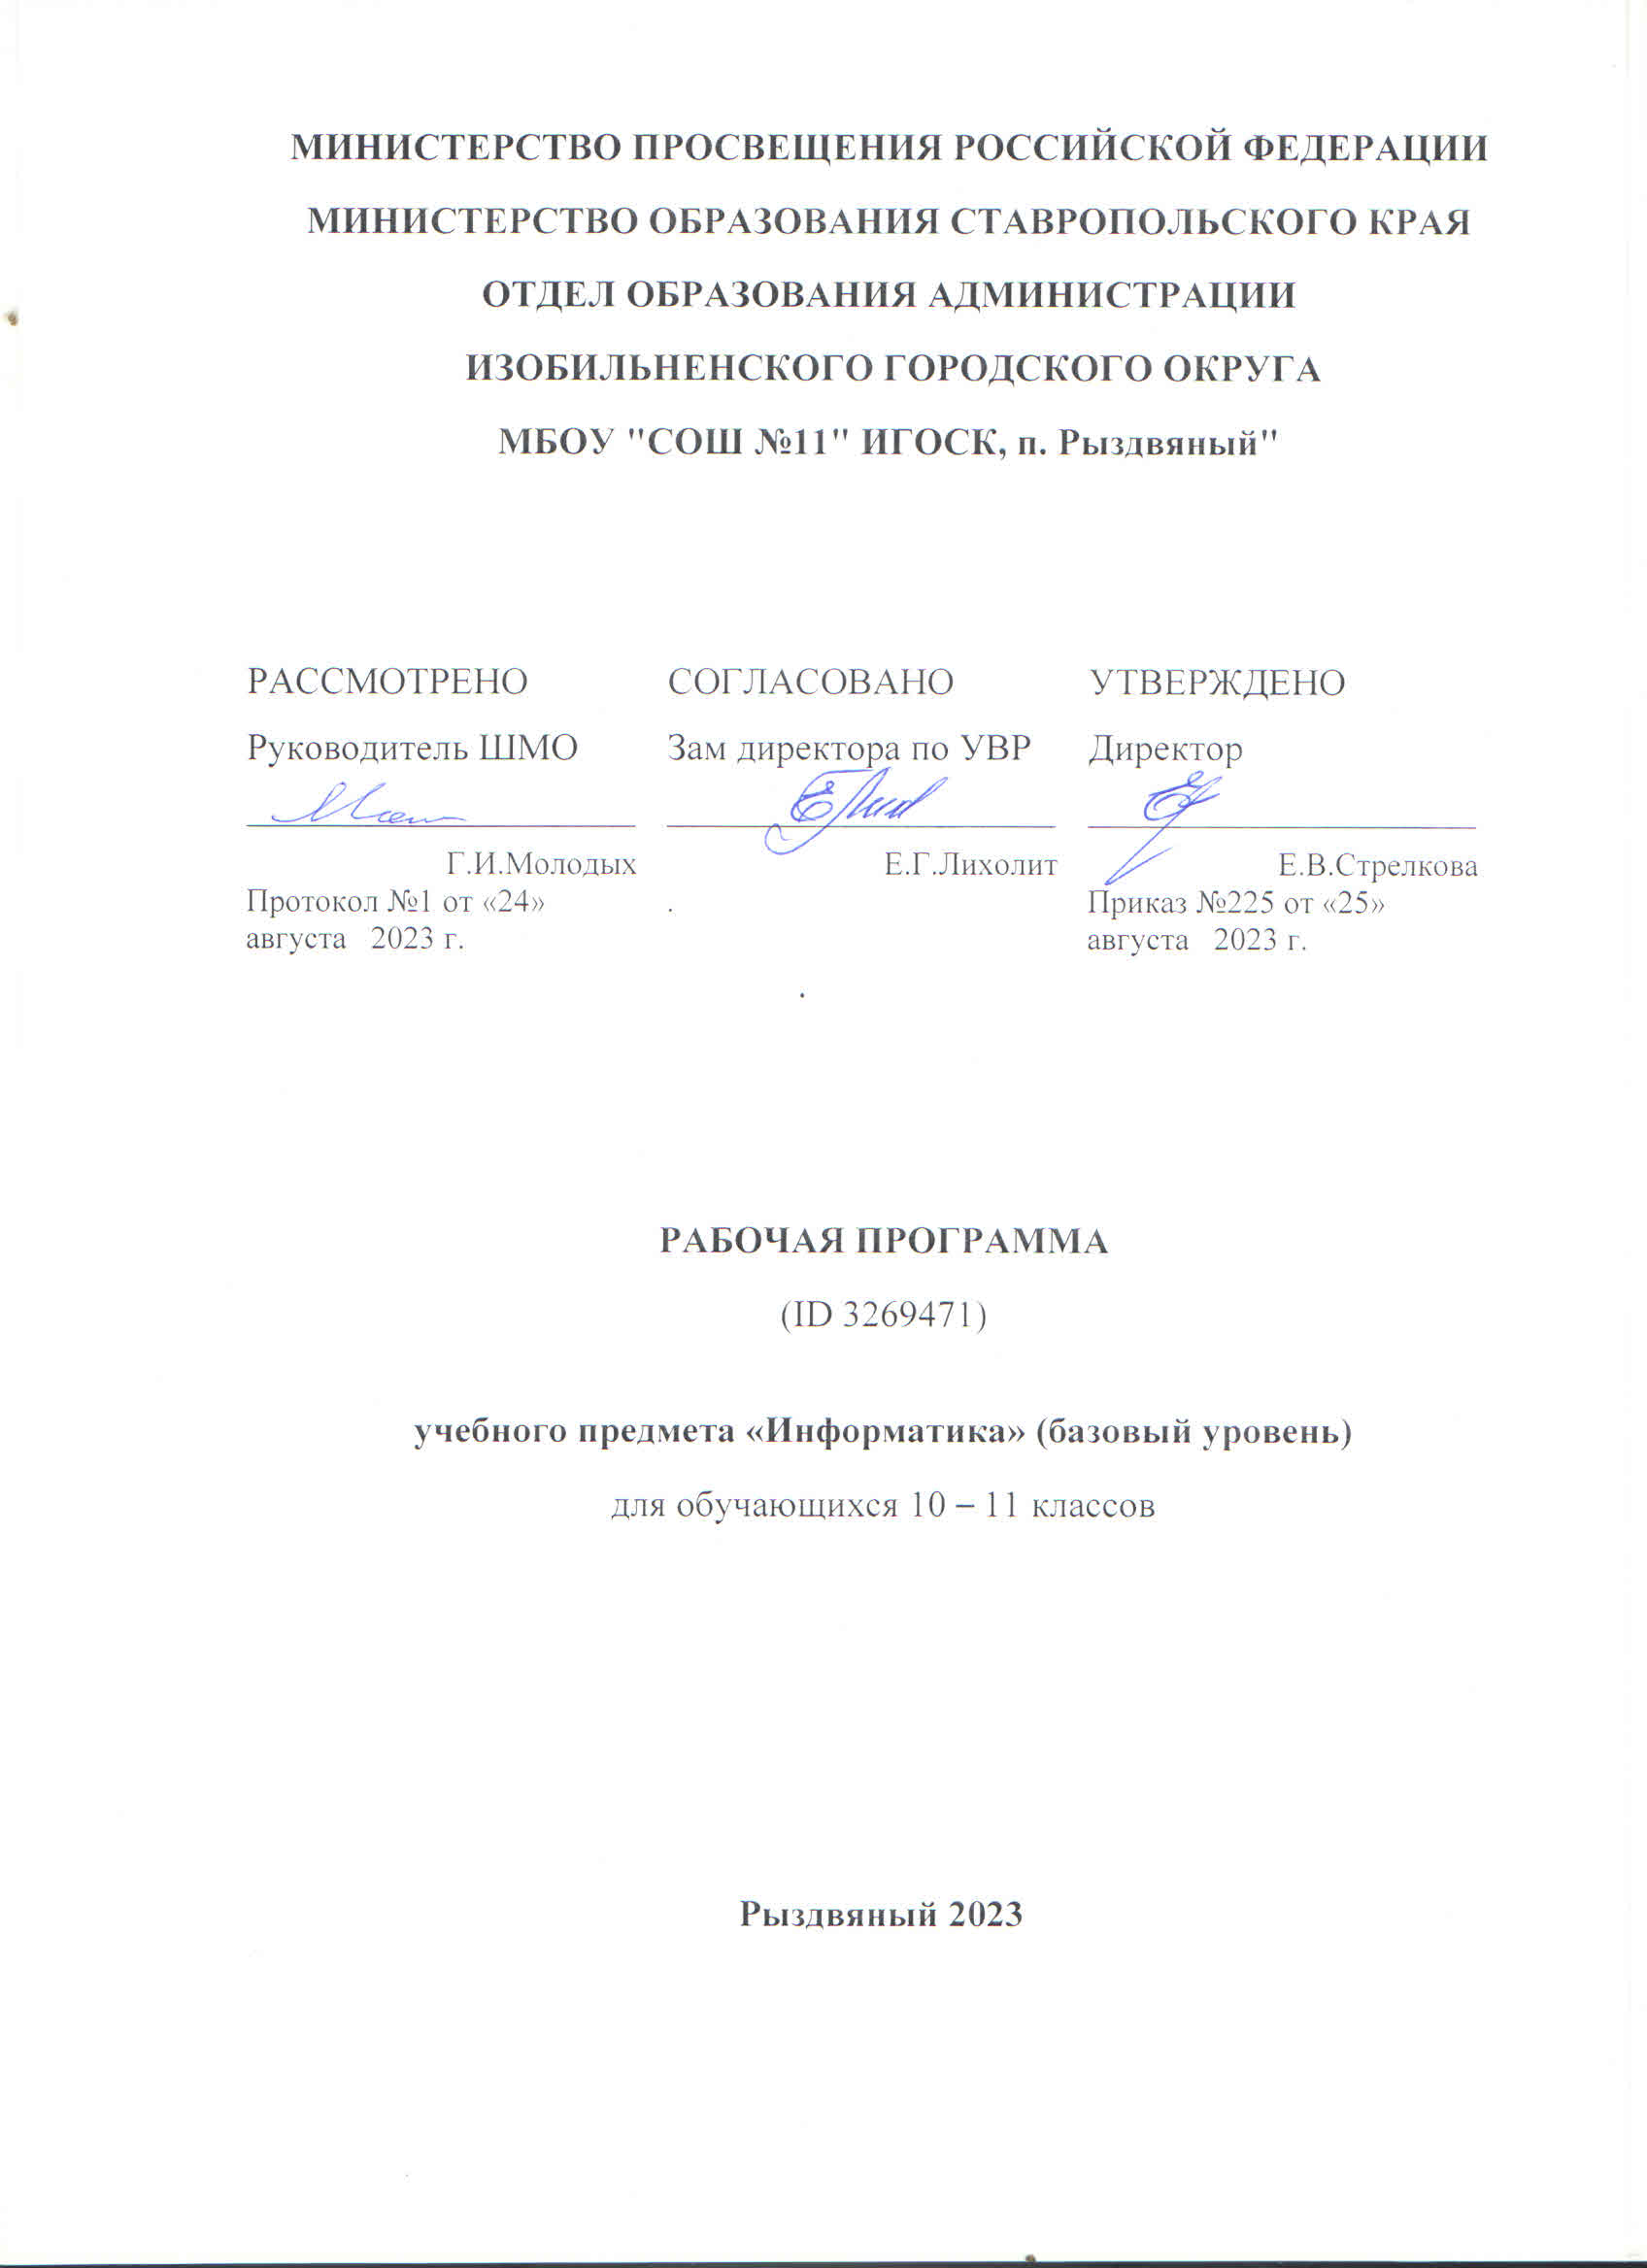 МИНИСТЕРСТВО ПРОСВЕЩЕНИЯ РОССИЙСКОЙ ФЕДЕРАЦИИ
МИНИСТЕРСТВО ОБРАЗОВАНИЯ СТАВРОПОЛЬСКОГО КРАЯ
ОТДЕЛ ОБРАЗОВАНИЯ АДМИНИСТРАЦИИ
ИЗОБИЛЬНЕНСКОГО ГОРОДСКОГО ОКРУГА
МБОУ "СОШ №11" ИГОСК, п. Рыздвяный"
РАССМОТРЕНО
Руководитель ШМО
Г.И.Молодых
Протокол №1 от «24»
августа 2023 г.
СОГЛАСОВАНО
Зам директора по УВР
Е.Г.Лихолит
.
УТВЕРЖДЕНО
Директор
Е.В.Стрелкова
Приказ №225 от «25»
августа 2023 г.
.
РАБОЧАЯ ПРОГРАММА
(ID 3269471)
учебного предмета «Информатика» (базовый уровень)
для обучающихся 10 – 11 классов
Рыздвяный 2023